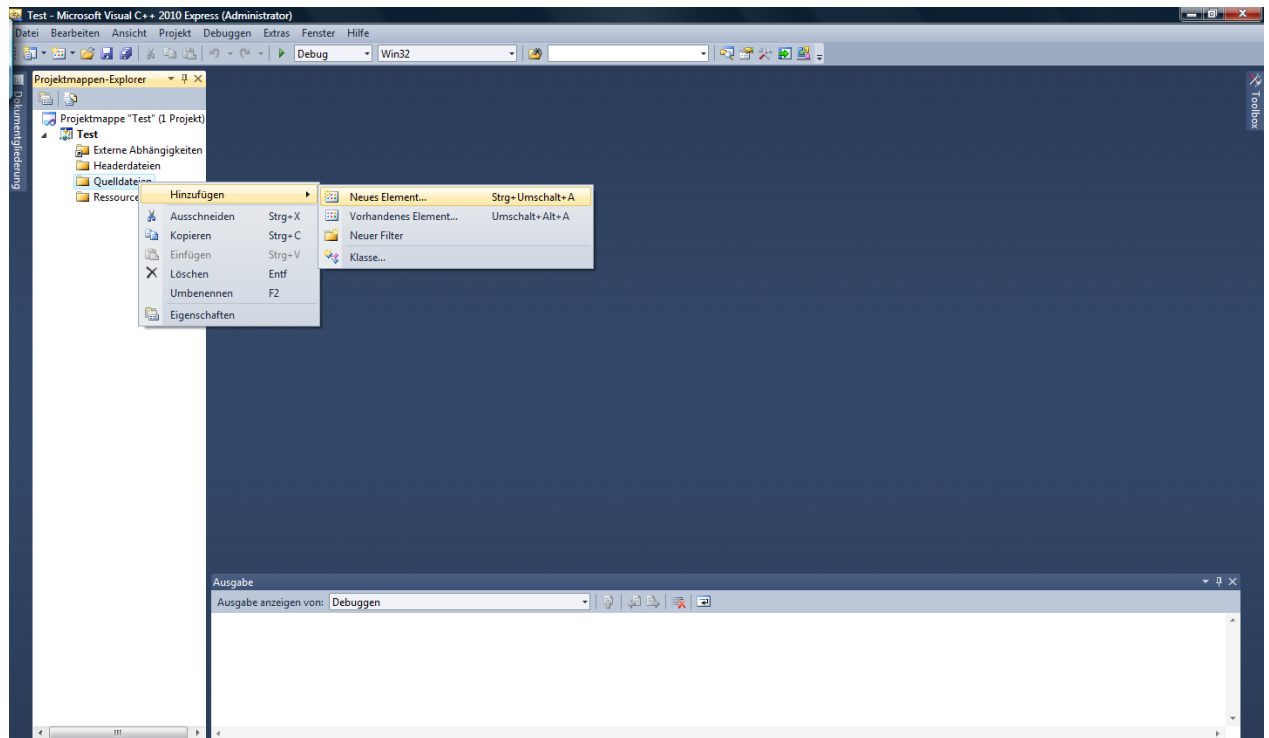 Test - Microsoft Visual C++ 2010 Express (Administrator)
Datei Bearbeiten Ansicht Projekt Debuggen Extras Fenster Hilfe
Debug Win32
Projektmappen-Explorer
Dokumentgliederung
Toolbox
Projektmappe "Test" (1 Projekt)
Test
Externe Abhängigkeiten
Headerdateien
Quelldateien
Ressource
Hinzufügen
Ausschneiden Strg+X
Kopieren Strg+C
Einfügen Strg+V
Löschen Entf
Umbenennen F2
Eigenschaften
Neues Element... Strg+Umschalt+A
Vorhandenes Element... Umschalt+Alt+A
Neuer Filter
Klasse...
Ausgabe
Ausgabe anzeigen von: Debuggen